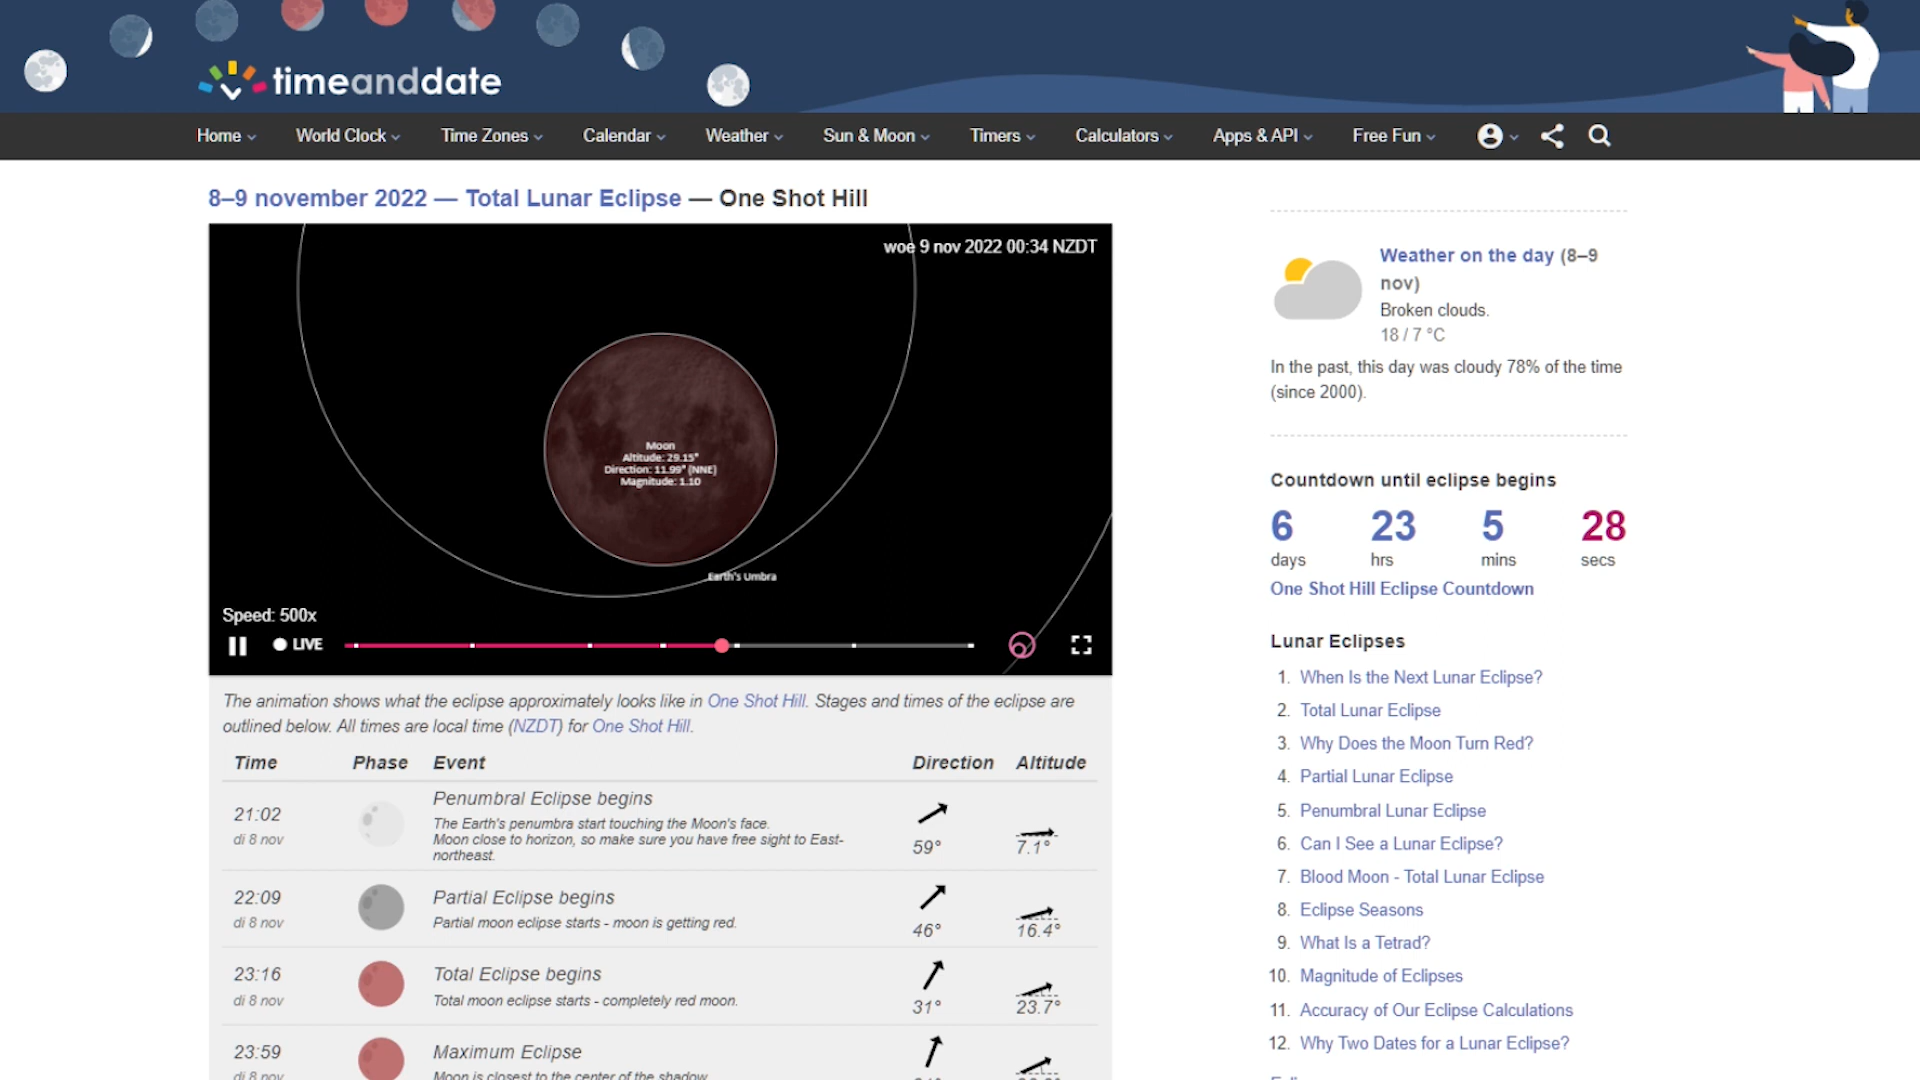 timeanddate
Home World Clock Time Zones Calendar Weather Sun & Moon Timers Calculators Apps & API Free Fun
8–9 november 2022 — Total Lunar Eclipse — One Shot Hill
woe 9 nov 2022 00:34 NZDT
Moon
Altitude: 29.15°
Direction: 11.99° (NNE)
Magnitude: 1.10
Earth's Umbra
Speed: 500x
LIVE
The animation shows what the eclipse approximately looks like in One Shot Hill. Stages and times of the eclipse are
outlined below. All times are local time (NZDT) for One Shot Hill.
Time Phase Event Direction Altitude
21:02
di 8 nov
Penumbral Eclipse begins
The Earth's penumbra start touching the Moon's face.
Moon close to horizon, so make sure you have free sight to East-
northeast.
59°
7.1°
22:09
di 8 nov
Partial Eclipse begins
Partial moon eclipse starts - moon is getting red.
46°
16.4°
23:16
di 8 nov
Total Eclipse begins
Total moon eclipse starts - completely red moon.
31°
23.7°
23:59
di 8 nov
Maximum Eclipse
Moon is closest to the center of the shadow.
Weather on the day (8–9
nov)
Broken clouds.
18 / 7 °C
In the past, this day was cloudy 78% of the time
(since 2000).
Countdown until eclipse begins
6 23 5 28
days hrs mins secs
One Shot Hill Eclipse Countdown
Lunar Eclipses
1. When Is the Next Lunar Eclipse?
2. Total Lunar Eclipse
3. Why Does the Moon Turn Red?
4. Partial Lunar Eclipse
5. Penumbral Lunar Eclipse
6. Can I See a Lunar Eclipse?
7. Blood Moon - Total Lunar Eclipse
8. Eclipse Seasons
9. What Is a Tetrad?
10. Magnitude of Eclipses
11. Accuracy of Our Eclipse Calculations
12. Why Two Dates for a Lunar Eclipse?